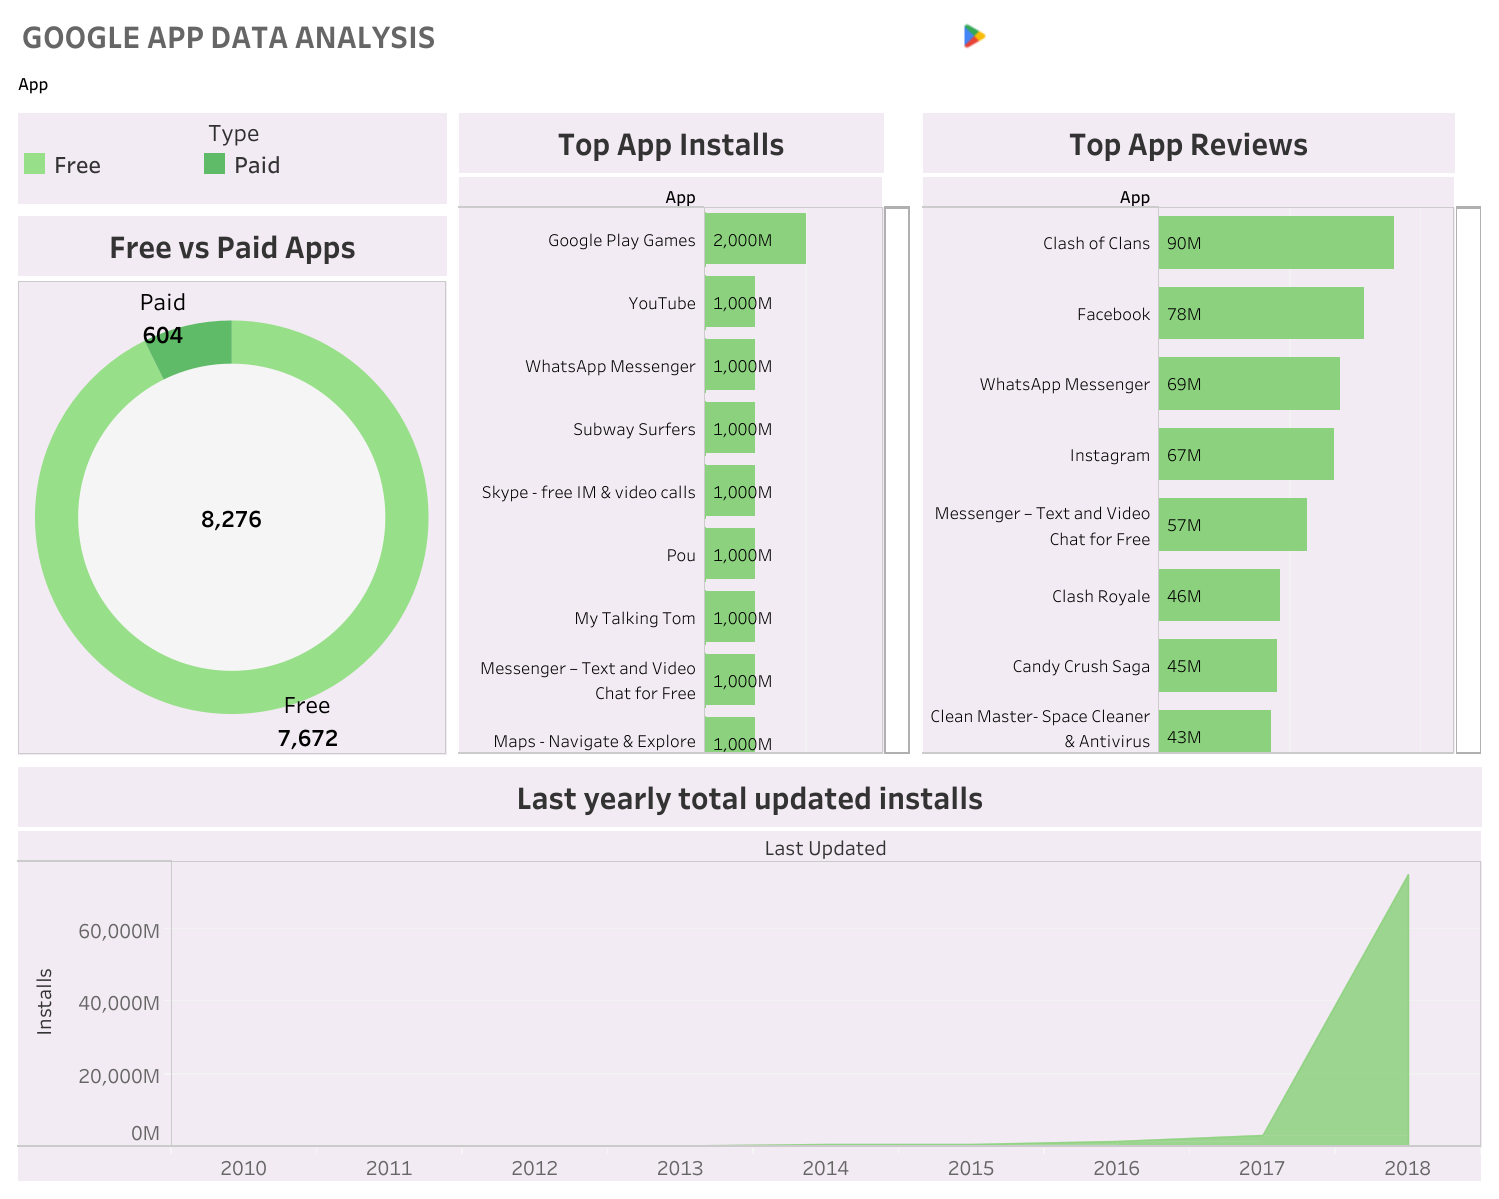 GOOGLE APP DATA ANALYSIS
App
Type
Free
Paid
Free vs Paid Apps
Paid
604
8,276
Free
7,672
Top App Installs
App
Google Play Games 2,000M
YouTube 1,000M
WhatsApp Messenger 1,000M
Subway Surfers 1,000M
Skype - free IM & video calls 1,000M
Pou 1,000M
My Talking Tom 1,000M
Messenger – Text and Video
Chat for Free 1,000M
Maps - Navigate & Explore 1,000M
Top App Reviews
App
Clash of Clans 90M
Facebook 78M
WhatsApp Messenger 69M
Instagram 67M
Messenger – Text and Video
Chat for Free 57M
Clash Royale 46M
Candy Crush Saga 45M
Clean Master- Space Cleaner
& Antivirus 43M
Last yearly total updated installs
Last Updated
Installs
60,000M
40,000M
20,000M
0M
2010 2011 2012 2013 2014 2015 2016 2017 2018